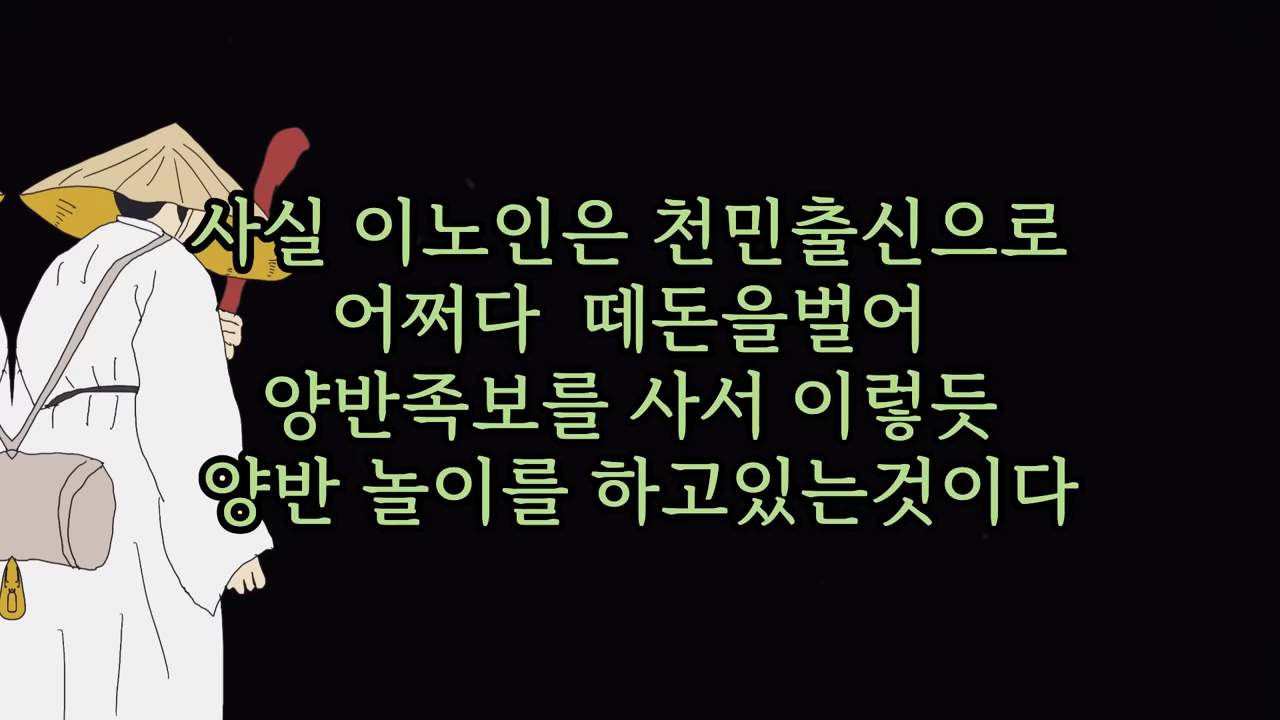 사실 이노인은 천민출신으로
어쩌다 떼돈을벌어
양반족보를 사서 이렇듯
양반 놀이를 하고있는것이다